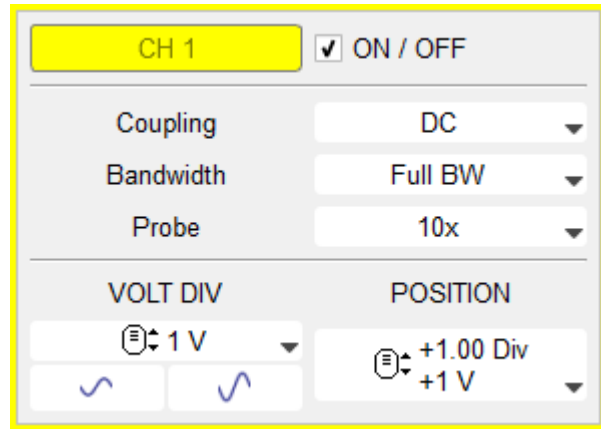 CH 1 ON / OFF
Coupling DC
Bandwidth Full BW
Probe 10x
VOLT DIV POSITION
1 V
+1.00 Div
+1 V